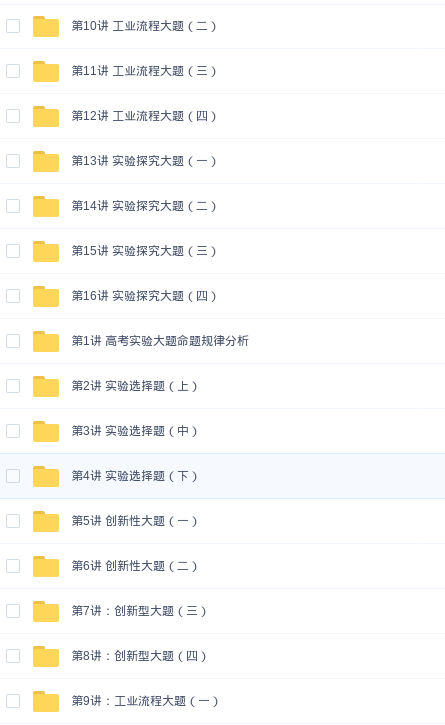 第10讲 工业流程大题（二）
第11讲 工业流程大题（三）
第12讲 工业流程大题（四）
第13讲 实验探究大题（一）
第14讲 实验探究大题（二）
第15讲 实验探究大题（三）
第16讲 实验探究大题（四）
第1讲 高考实验大题命题规律分析
第2讲 实验选择题（上）
第3讲 实验选择题（中）
第4讲 实验选择题（下）
第5讲 创新性大题（一）
第6讲 创新性大题（二）
第7讲：创新型大题（三）
第8讲：创新型大题（四）
第9讲：工业流程大题（一）